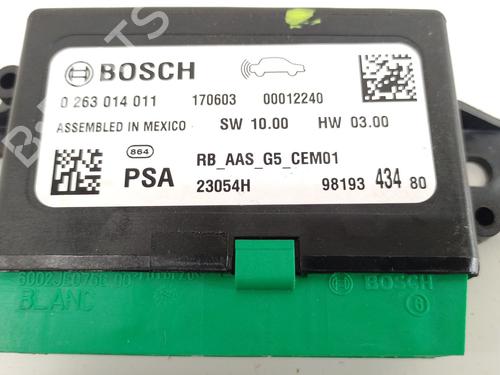 BOSCH
0 263 014 011 170603 00012240
ASSEMBLED IN MEXICO SW 10.00 HW 03.00
864 RB_AAS_G5_CEM01
PSA 23054H 98193 434 80
BOSCH
BLANC
6